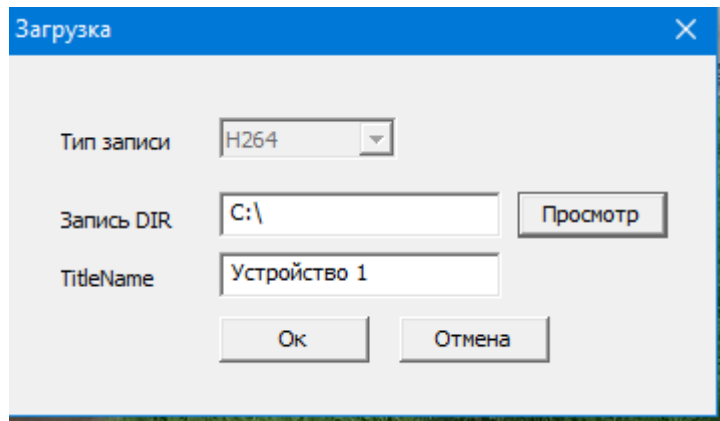 Загрузка
Тип записи H264
Запись DIR C:\ Просмотр
TitleName Устройство 1
Ок Отмена